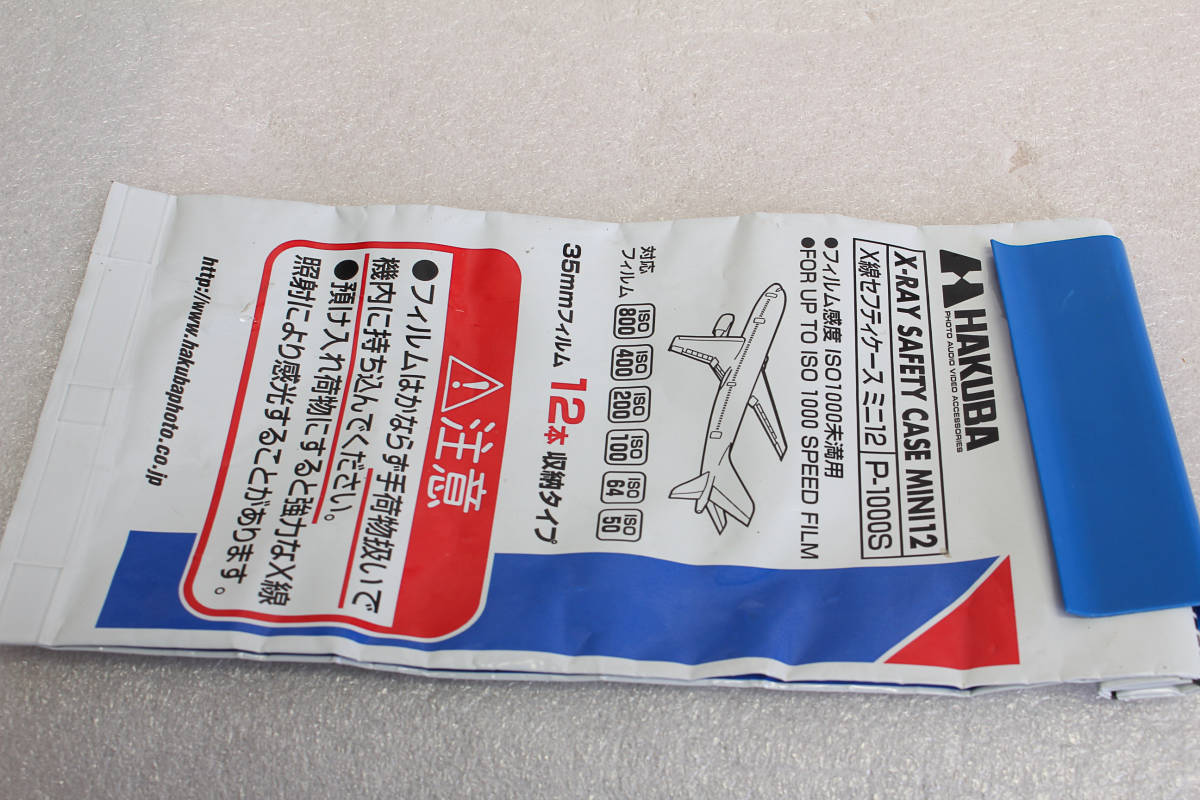 HAKUBA
PHOTO AUDIO VIDEO ACCESSORIES
X-RAY SAFETY CASE MINI12
X線セフティケース ミニ-12 P-1000S
●フィルム感度 ISO1000未満用
●FOR UP TO ISO 1000 SPEED FILM
対応
フィルム
ISO 800
ISO 400
ISO 200
ISO 100
ISO 64
ISO 50
35mmフィルム 12本 収納タイプ
注意
●フィルムはかならず手荷物扱いで
機内に持ち込んでください。
●預け入れ荷物にすると強力なX線
照射により感光することがあります。
http://www.hakubaphoto.co.jp